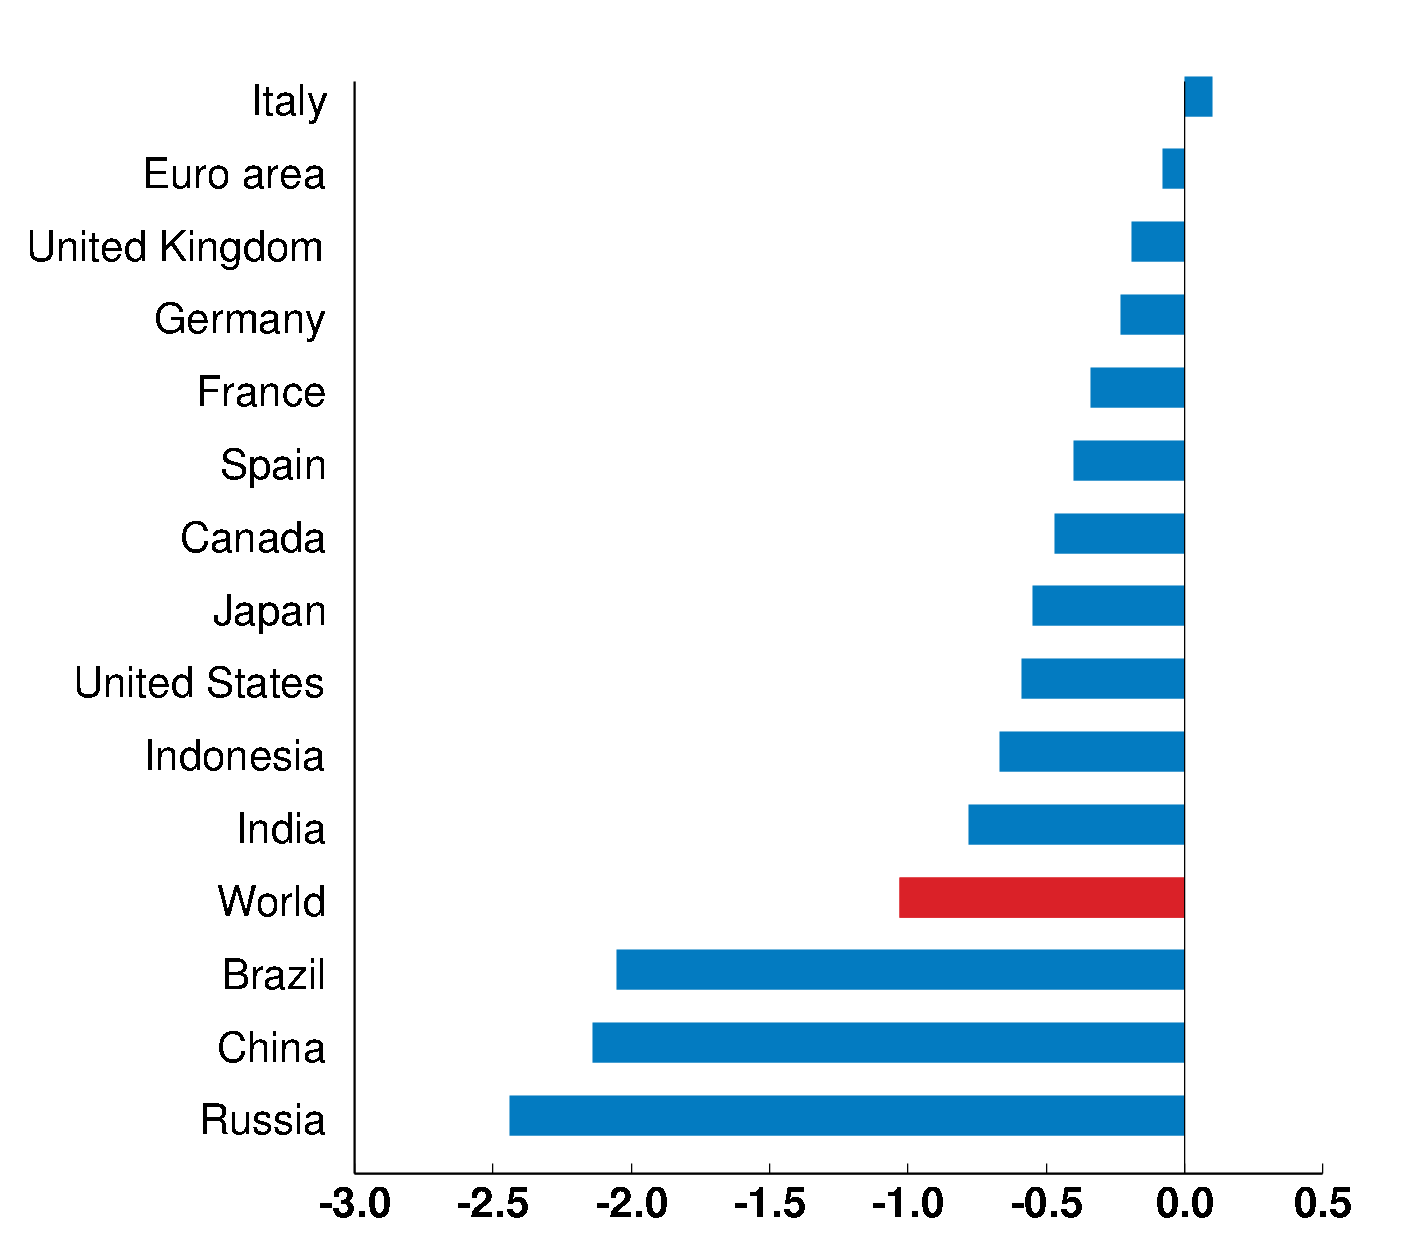 Italy
Euro area
United Kingdom
Germany
France
Spain
Canada
Japan
United States
Indonesia
India
World
Brazil
China
Russia
-3.0 -2.5 -2.0 -1.5 -1.0 -0.5 0.0 0.5